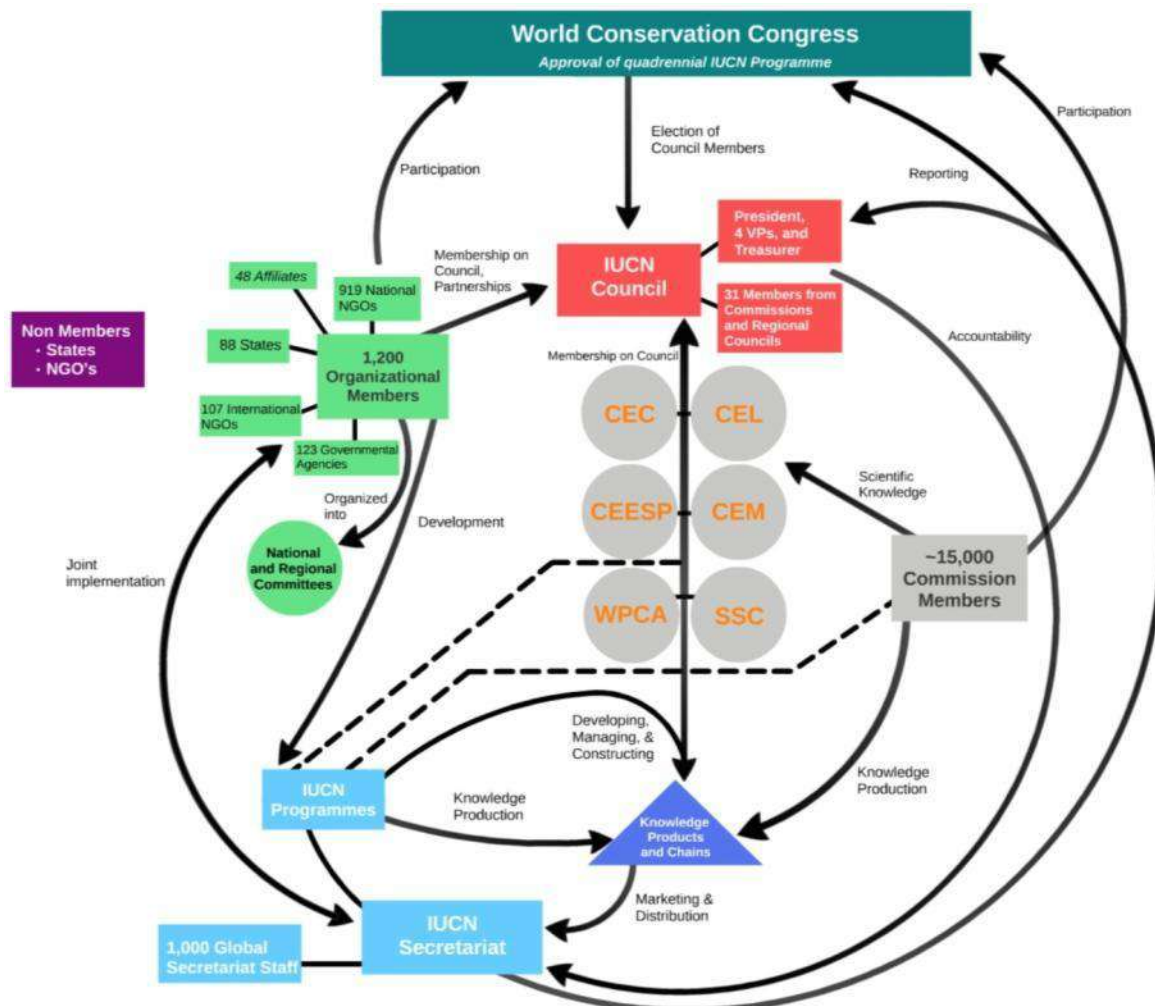 World Conservation Congress
Approval of quadrennial IUCN Programme
Participation
Election of
Council Members
Participation
Reporting
President,
4 VPs, and
Treasurer
Membership on
Council,
Partnerships
IUCN
Council
48 Affiliates
919 National
NGOs
31 Members from
Commissions
and Regional
Councils
Non Members
· States
· NGO's
88 States
1,200
Organizational
Members
Accountability
Membership on Council
107 International
NGOs
123 Governmental
Agencies
CEC
CEL
Organized
into
Development
Scientific
Knowledge
CEESP
CEM
Joint
implementation
National
and Regional
Committees
~15,000
Commission
Members
WPCA
SSC
Developing,
Managing, &
Constructing
IUCN
Programmes
Knowledge
Production
Knowledge
Production
Knowledge
Products
and Chains
Marketing &
Distribution
IUCN
Secretariat
1,000 Global
Secretariat Staff